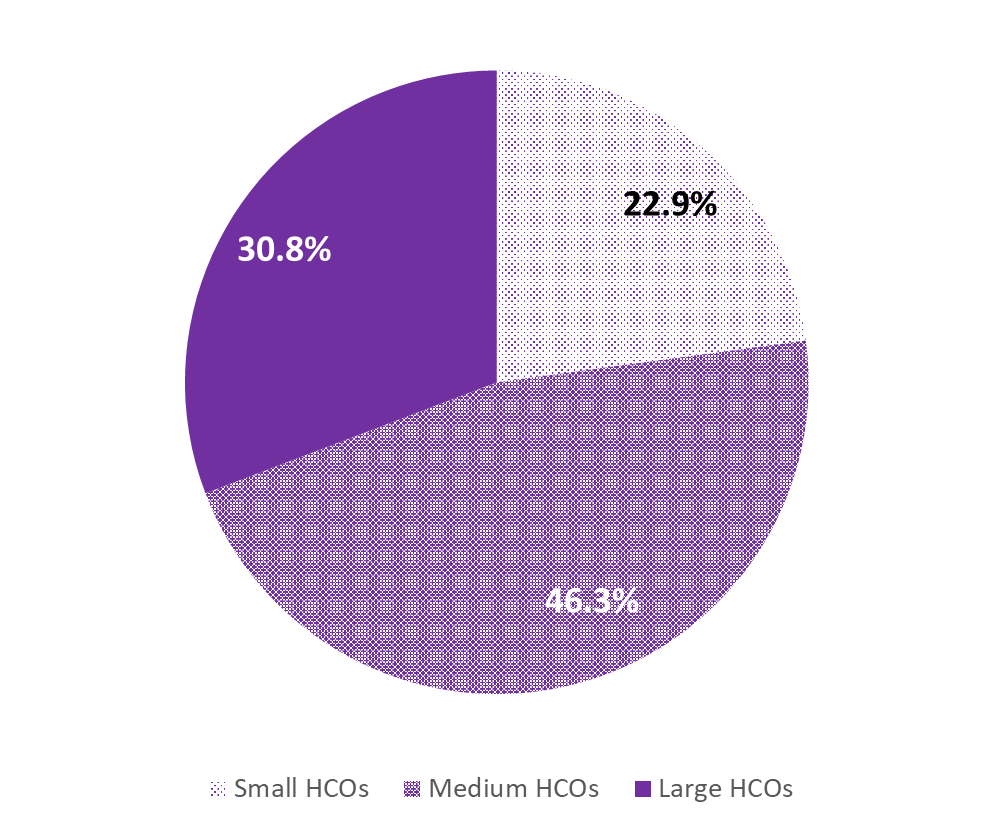 22.9%
30.8%
46.3%
Small HCOs Medium HCOs Large HCOs